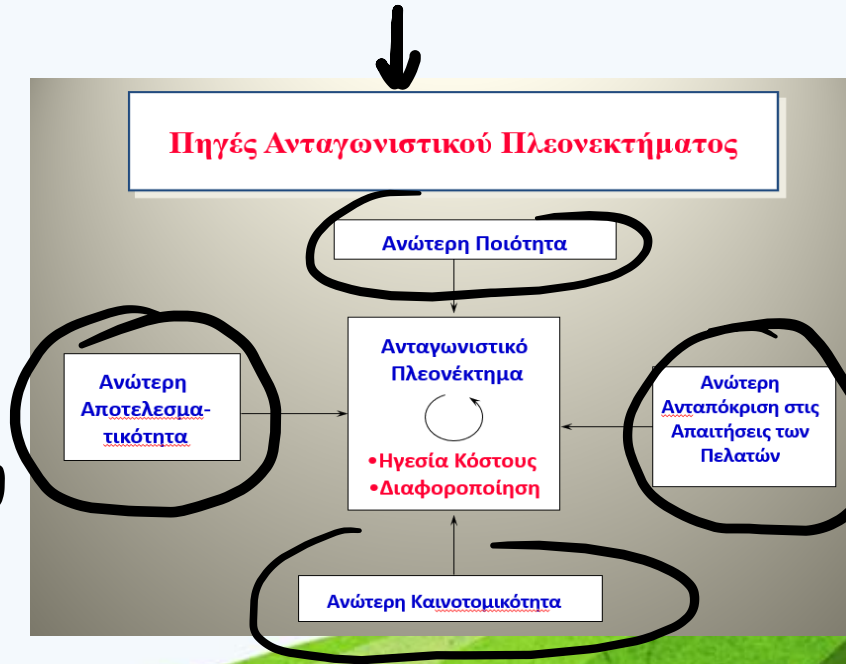 Πηγές Ανταγωνιστικού Πλεονεκτήματος
Ανώτερη Ποιότητα
Ανώτερη
Αποτελεσμα-
τικότητα
Ανταγωνιστικό
Πλεονέκτημα
•Ηγεσία Κόστους
•Διαφοροποίηση
Ανώτερη
Ανταπόκριση στις
Απαιτήσεις των
Πελατών
Ανώτερη Καινοτομικότητα